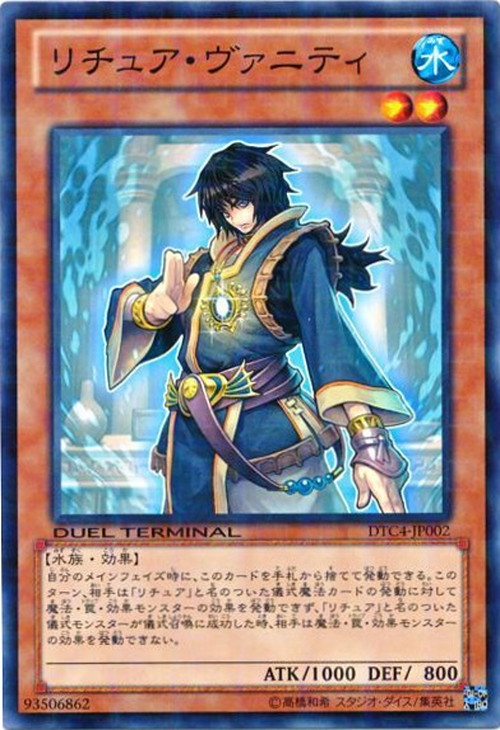 リチュア・ヴァニティ
水
DUEL TERMINAL
DTC4-JP002
【水族・効果】
自分のメインフェイズ時に、このカードを手札から捨てて発動できる。この
ターン、相手は「リチュア」と名のついた儀式魔法カードの発動に対して
魔法・罠・効果モンスターの効果を発動できず、「リチュア」と名のついた
儀式モンスターが儀式召喚に成功した時、相手は魔法・罠・効果モンスター
の効果を発動できない。
ATK/1000 DEF/ 800
93506862
©高橋和希 スタジオ・ダイス/集英社